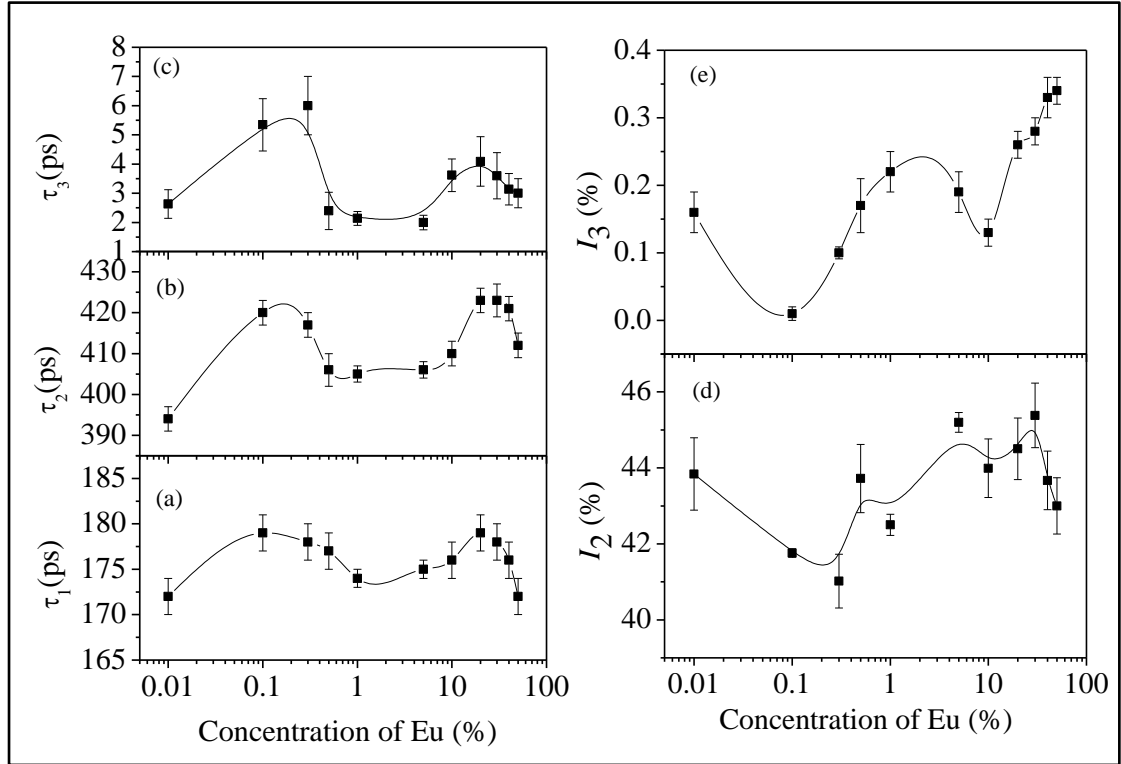 (c)
8
7
6
5
4
3
2
1
τ3(ps)
(b)
430
420
410
400
390
τ2(ps)
(a)
185
180
175
170
165
τ1(ps)
0.01 0.1 1 10 100
Concentration of Eu (%)
(e)
0.4
0.3
0.2
0.1
0.0
I3 (%)
(d)
46
44
42
40
I2 (%)
0.01 0.1 1 10 100
Concentration of Eu (%)